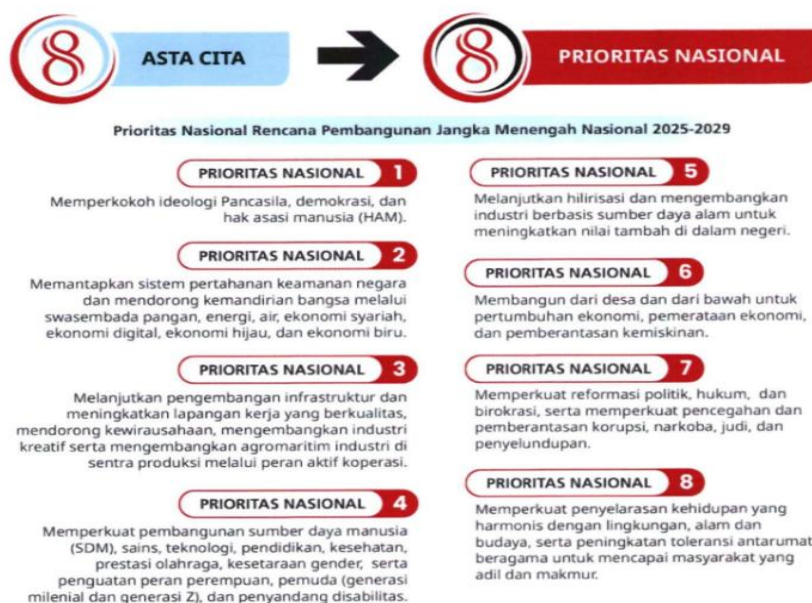 8 ASTA CITA
8 PRIORITAS NASIONAL
Prioritas Nasional Rencana Pembangunan Jangka Menengah Nasional 2025-2029
PRIORITAS NASIONAL 1
Memperkokoh ideologi Pancasila, demokrasi, dan
hak asasi manusia (HAM).
PRIORITAS NASIONAL 2
Memantapkan sistem pertahanan keamanan negara
dan mendorong kemandirian bangsa melalui
swasembada pangan, energi, air, ekonomi syariah,
ekonomi digital, ekonomi hijau, dan ekonomi biru.
PRIORITAS NASIONAL 3
Melanjutkan pengembangan infrastruktur dan
meningkatkan lapangan kerja yang berkualitas,
mendorong kewirausahaan, mengembangkan industri
kreatif serta mengembangkan agromaritim industri di
sentra produksi melalui peran aktif koperasi.
PRIORITAS NASIONAL 4
Memperkuat pembangunan sumber daya manusia
(SDM), sains, teknologi, pendidikan, kesehatan,
prestasi olahraga, kesetaraan gender, serta
penguatan peran perempuan, pemuda (generasi
milenial dan generasi Z), dan penyandang disabilitas.
PRIORITAS NASIONAL 5
Melanjutkan hilirisasi dan mengembangkan
industri berbasis sumber daya alam untuk
meningkatkan nilai tambah di dalam negeri.
PRIORITAS NASIONAL 6
Membangun dari desa dan dari bawah untuk
pertumbuhan ekonomi, pemerataan ekonomi,
dan pemberantasan kemiskinan.
PRIORITAS NASIONAL 7
Memperkuat reformasi politik, hukum, dan
birokrasi, serta memperkuat pencegahan dan
pemberantasan korupsi, narkoba, judi, dan
penyelundupan.
PRIORITAS NASIONAL 8
Memperkuat penyelarasan kehidupan yang
harmonis dengan lingkungan, alam dan
budaya, serta peningkatan toleransi antarumat
beragama untuk mencapai masyarakat yang
adil dan makmur.